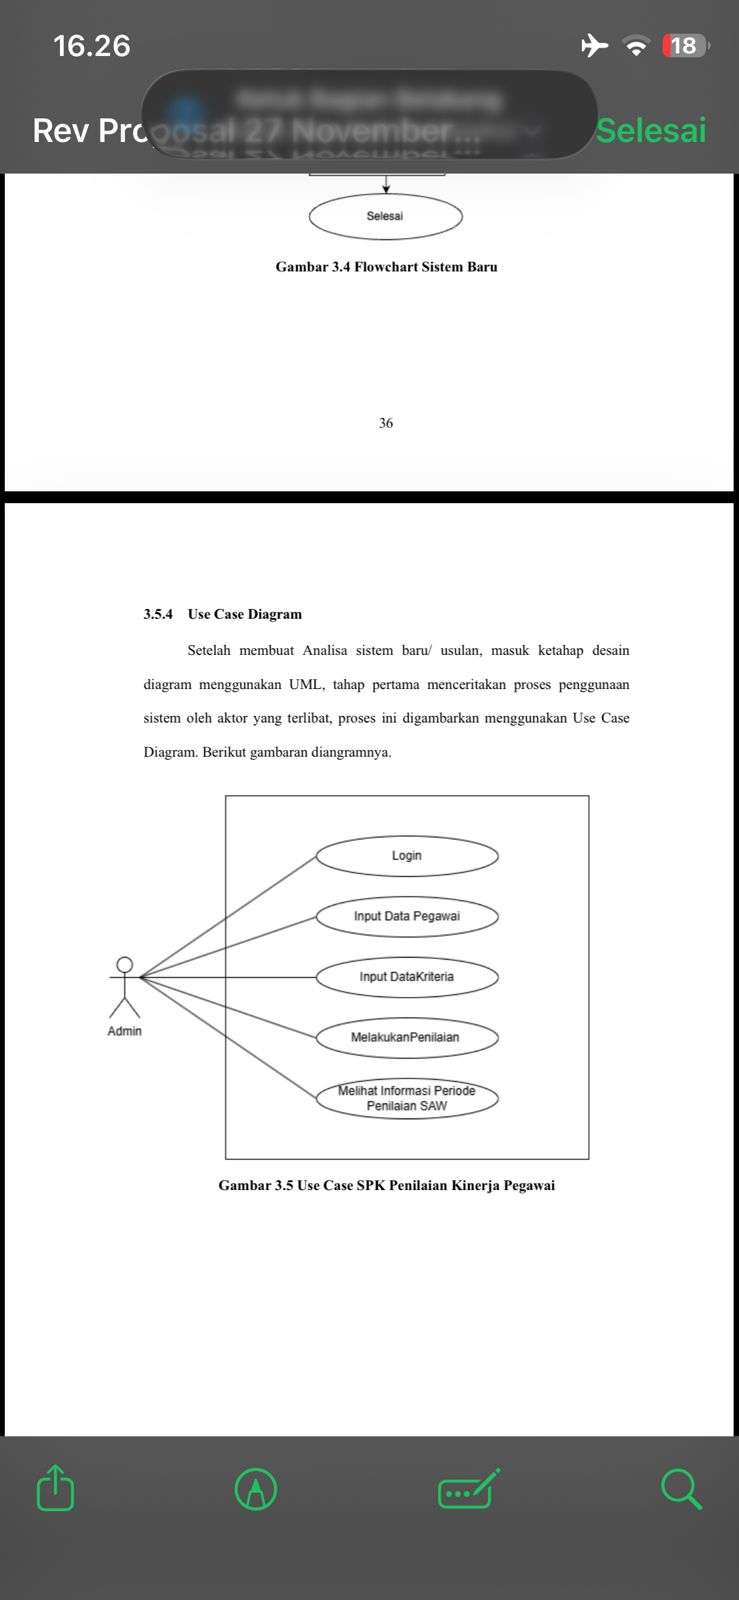 16.26
18
Rev Proposal 27 November...
Selesai
Selesai
Gambar 3.4 Flowchart Sistem Baru
36
3.5.4 Use Case Diagram
Setelah membuat Analisa sistem baru/ usulan, masuk ketahap desain
diagram menggunakan UML, tahap pertama menceritakan proses penggunaan
sistem oleh aktor yang terlibat, proses ini digambarkan menggunakan Use Case
Diagram. Berikut gambaran diangramnya.
Login
Input Data Pegawai
Input DataKriteria
MelakukanPenilaian
Melihat Informasi Periode
Penilaian SAW
Admin
Gambar 3.5 Use Case SPK Penilaian Kinerja Pegawai